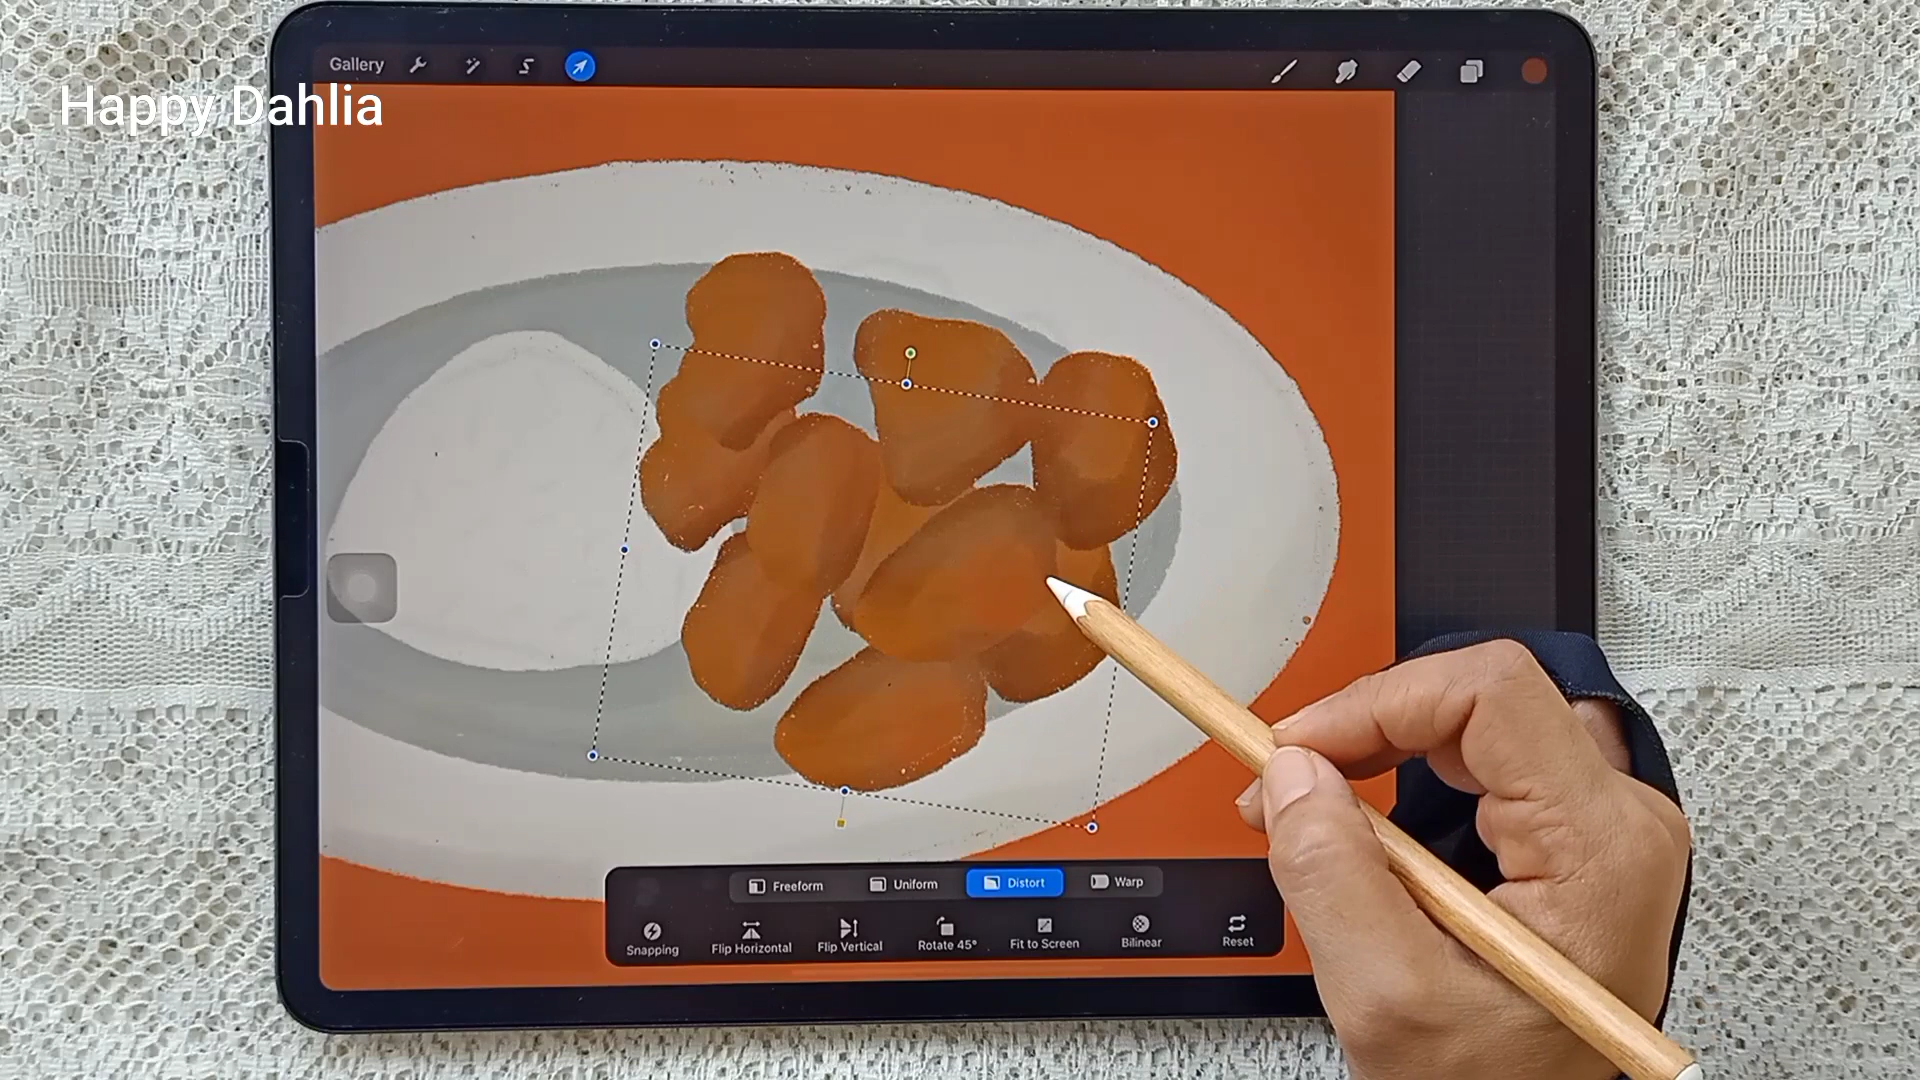 Gallery
Happy Dahlia
Freeform Uniform Distort Warp
Snapping Flip Horizontal Flip Vertical Rotate 45° Fit to Screen Bilinear Reset